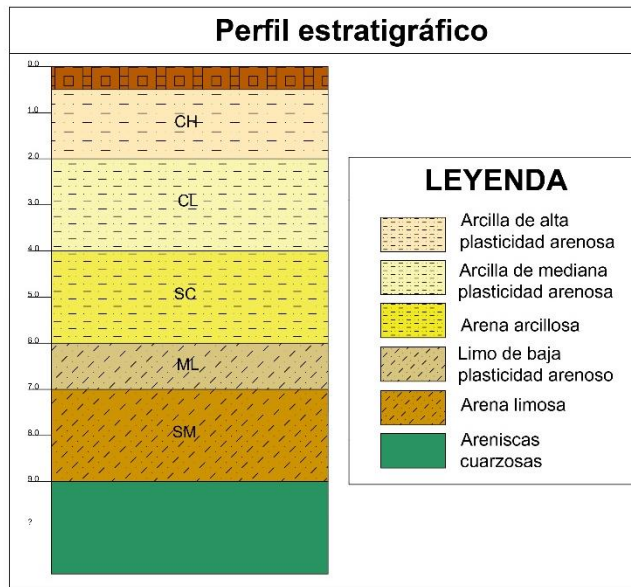 Perfil estratigráfico
0.0
1.0
CH
2.0
3.0
CL
4.0
5.0
SC
6.0
ML
7.0
8.0
SM
9.0
?
LEYENDA
Arcilla de alta
plasticidad arenosa
Arcilla de mediana
plasticidad arenosa
Arena arcillosa
Limo de baja
plasticidad arenoso
Arena limosa
Areniscas
cuarzosas